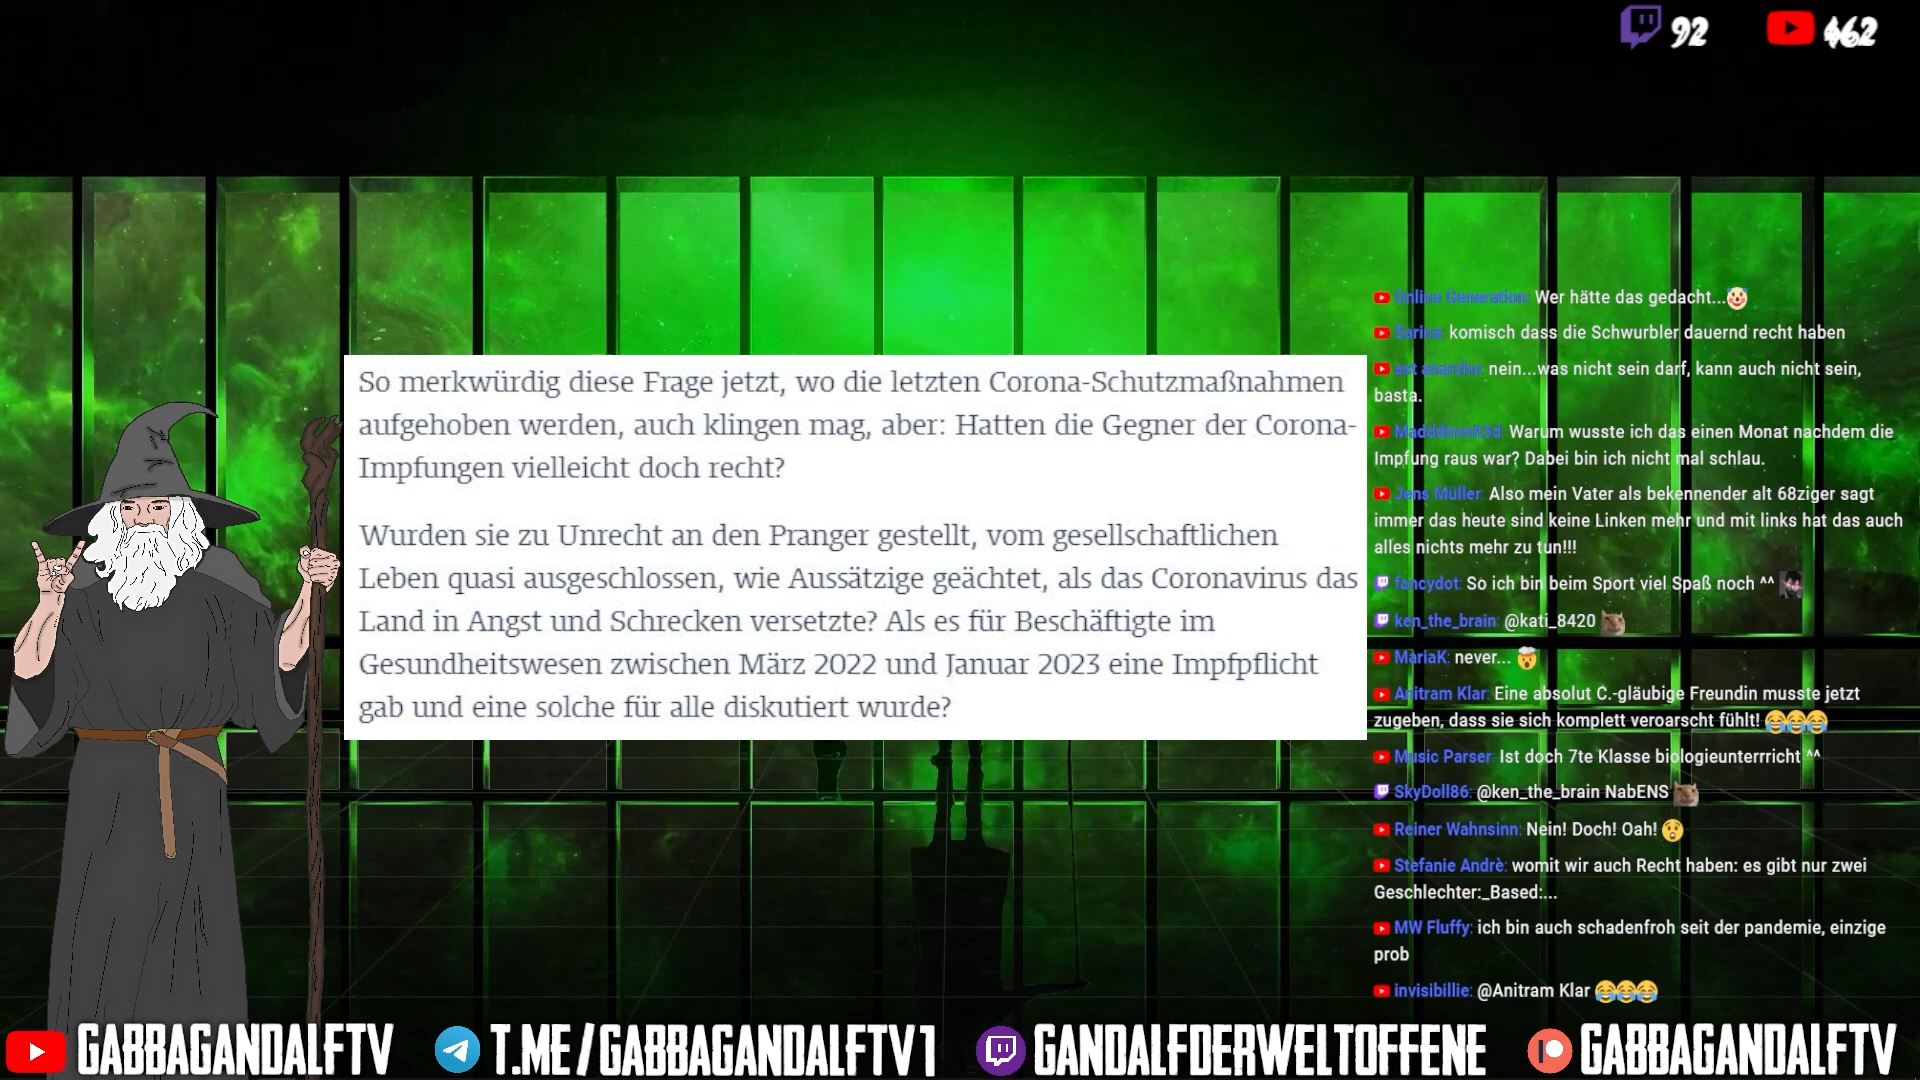 92
462
So merkwürdig diese Frage jetzt, wo die letzten Corona-Schutzmaßnahmen
aufgehoben werden, auch klingen mag, aber: Hatten die Gegner der Corona-
Impfungen vielleicht doch recht?
Wurden sie zu Unrecht an den Pranger gestellt, vom gesellschaftlichen
Leben quasi ausgeschlossen, wie Aussätzige geächtet, als das Coronavirus das
Land in Angst und Schrecken versetzte? Als es für Beschäftigte im
Gesundheitswesen zwischen März 2022 und Januar 2023 eine Impfpflicht
gab und eine solche für alle diskutiert wurde?
Online Generation: Wer hätte das gedacht...
Sarina: komisch dass die Schwurbler dauernd recht haben
nein...was nicht sein darf, kann auch nicht sein,
basta.
Warum wusste ich das einen Monat nachdem die
Impfung raus war? Dabei bin ich nicht mal schlau.
Jens Müller: Also mein Vater als bekennender alt 68ziger sagt
immer das heute sind keine Linken mehr und mit links hat das auch
alles nichts mehr zu tun!!!
fancydot: So ich bin beim Sport viel Spaß noch ^^
ken_the_brain: @kati_8420
MariaK: never...
Anitram Klar: Eine absolut C.-gläubige Freundin musste jetzt
zugeben, dass sie sich komplett veroarscht fühlt!
Music Parser: Ist doch 7te Klasse biologieunterrricht ^^
SkyDoll86: @ken_the_brain NabENS
Reiner Wahnsinn: Nein! Doch! Oah!
Stefanie Andrè: womit wir auch Recht haben: es gibt nur zwei
Geschlechter:_Based:...
MW Fluffy: ich bin auch schadenfroh seit der pandemie, einzige
prob
invisibillie: @Anitram Klar
GABBAGANDALFTV
T.ME/GABBAGANDALFTV1
GANDALFDERWELTOFFENE
GABBAGANDALFTV